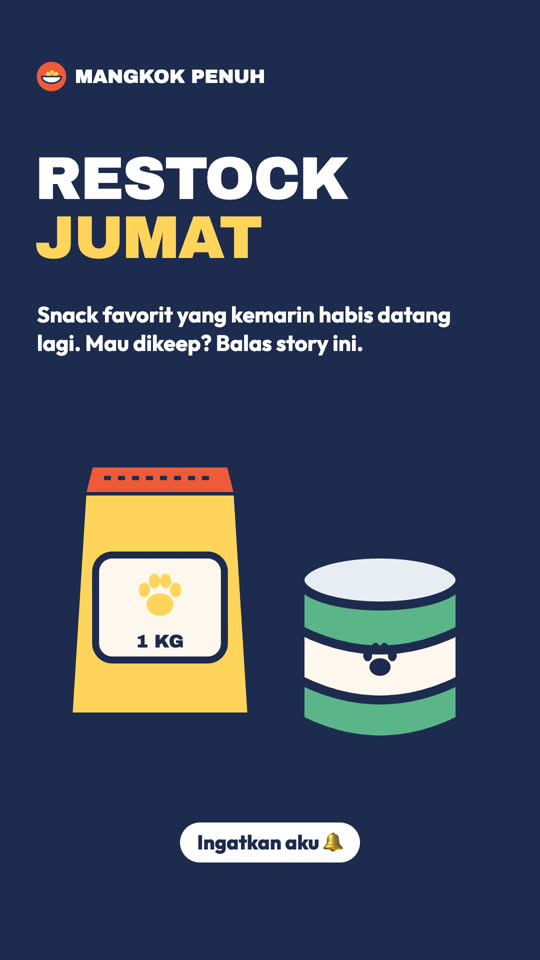 MANGKOK PENUH
RESTOCK
JUMAT
Snack favorit yang kemarin habis datang
lagi. Mau dikeep? Balas story ini.
1 KG
Ingatkan aku 🔔